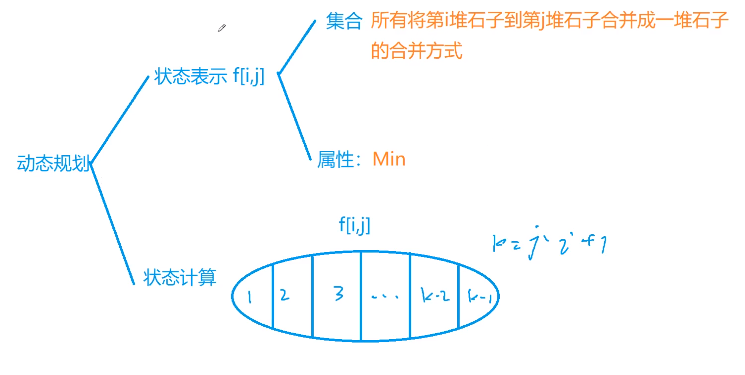 集合
所有将第i堆石子到第j堆石子合并成一堆石子
的合并方式
状态表示 f[i,j]
动态规划
属性：Min
f[i,j]
k=j-i+1
状态计算
1 2 3 ... k-2 k-1